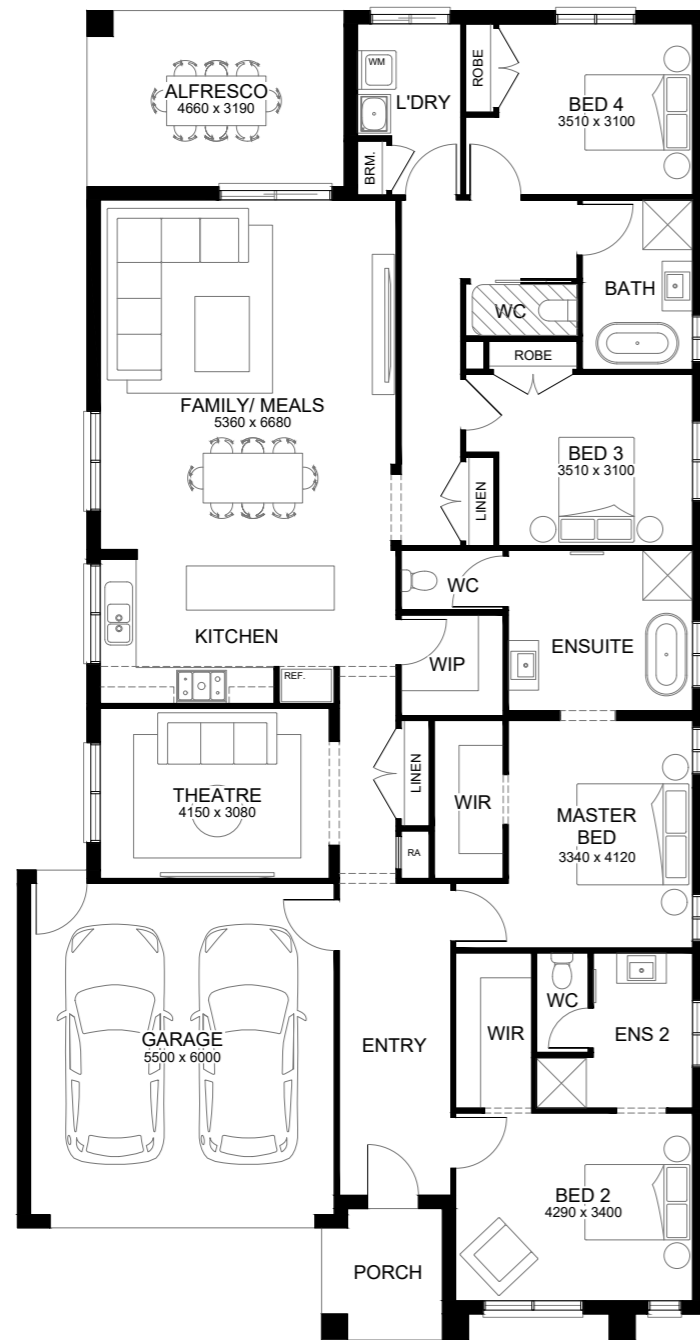 ALFRESCO
4660 x 3190
WM
L'DRY
ROBE
BED 4
3510 x 3100
BRM.
BATH
WC
ROBE
FAMILY/ MEALS
5360 x 6680
BED 3
3510 x 3100
LINEN
WC
KITCHEN
WIP
ENSUITE
REF.
THEATRE
4150 x 3080
LINEN
WIR
MASTER
BED
3340 x 4120
RA
GARAGE
5500 x 6000
ENTRY
WIR
WC
ENS 2
BED 2
4290 x 3400
PORCH